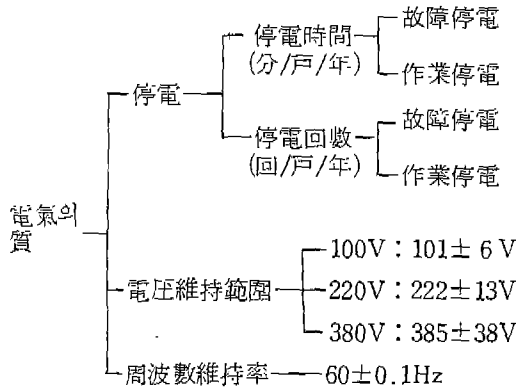 故障停電
停電時間
(分/戸/年)
作業停電
停電
故障停電
停電回數
(回/戸/年)
作業停電
電氣의
質
100V : 101± 6 V
電圧維持範圍
220V : 222±13V
380V : 385±38V
周波數維持率
60±0.1Hz